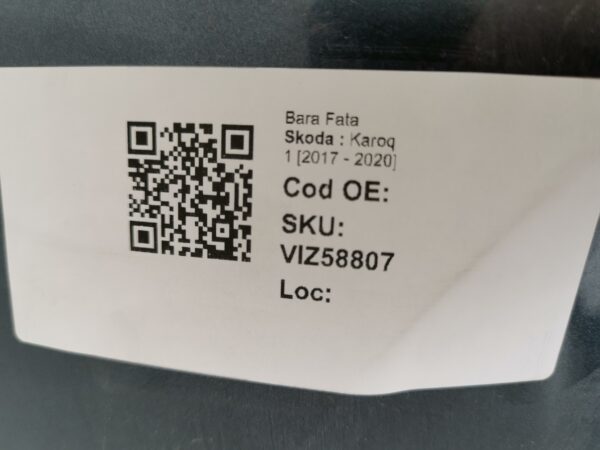 Bara Fata
Skoda : Karoq
1 [2017 - 2020]
Cod OE:
SKU:
VIZ58807
Loc: